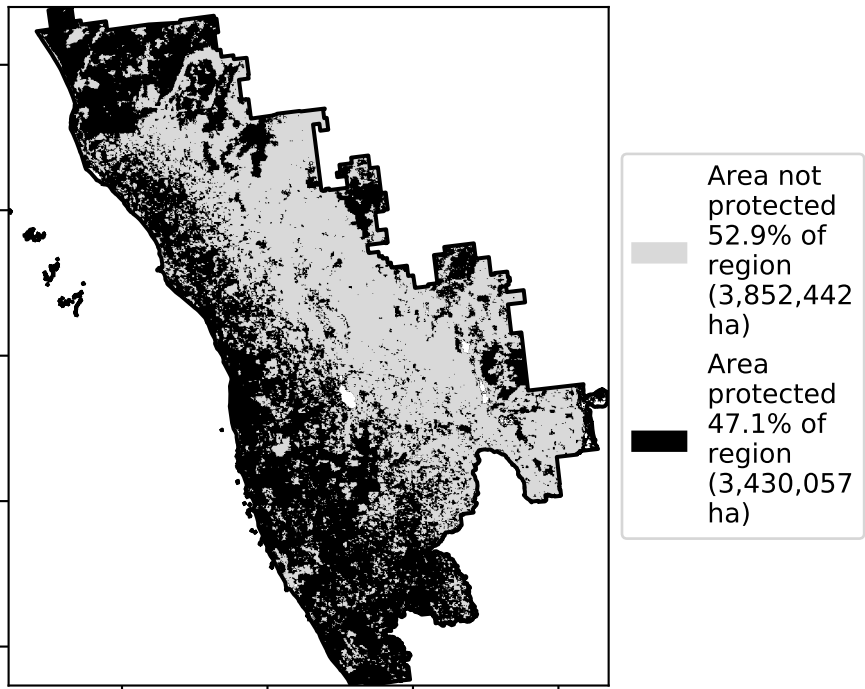 Area not
protected
52.9% of
region
(3,852,442
ha)
Area
protected
47.1% of
region
(3,430,057
ha)